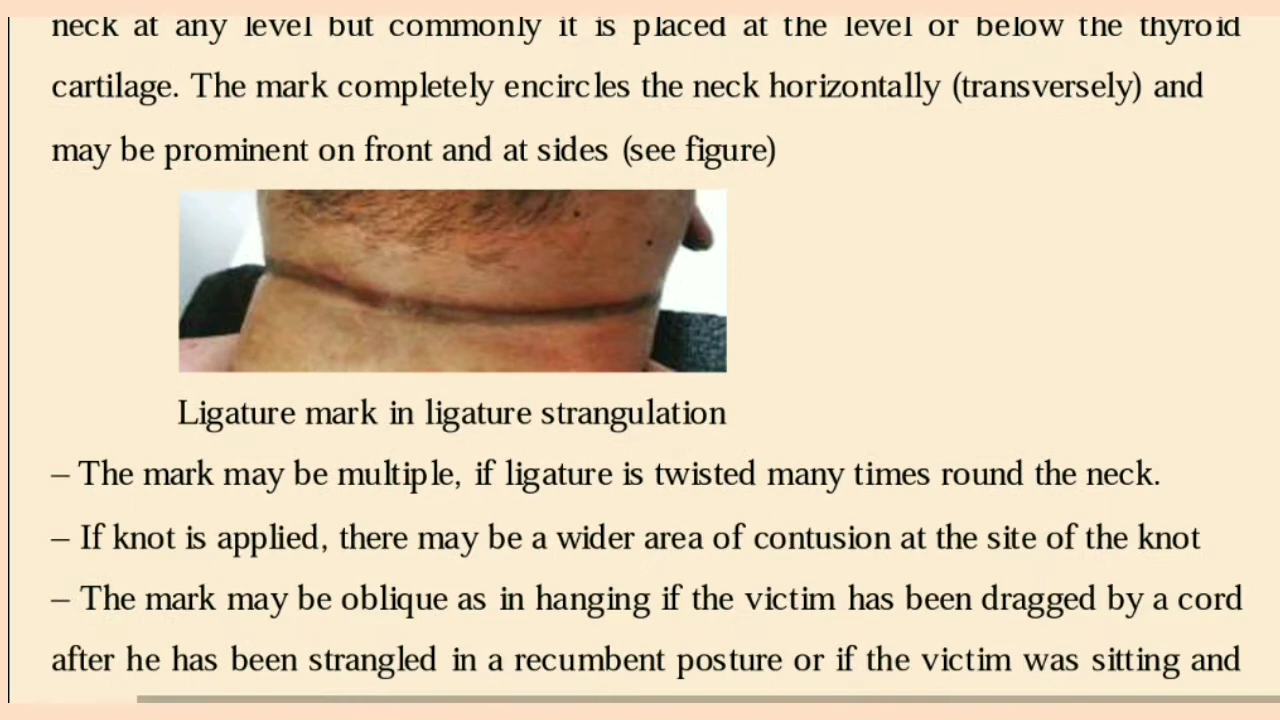 neck at any level but commonly it is placed at the level or below the thyroid
cartilage. The mark completely encircles the neck horizontally (transversely) and
may be prominent on front and at sides (see figure)
Ligature mark in ligature strangulation
– The mark may be multiple, if ligature is twisted many times round the neck.
– If knot is applied, there may be a wider area of contusion at the site of the knot
– The mark may be oblique as in hanging if the victim has been dragged by a cord
after he has been strangled in a recumbent posture or if the victim was sitting and